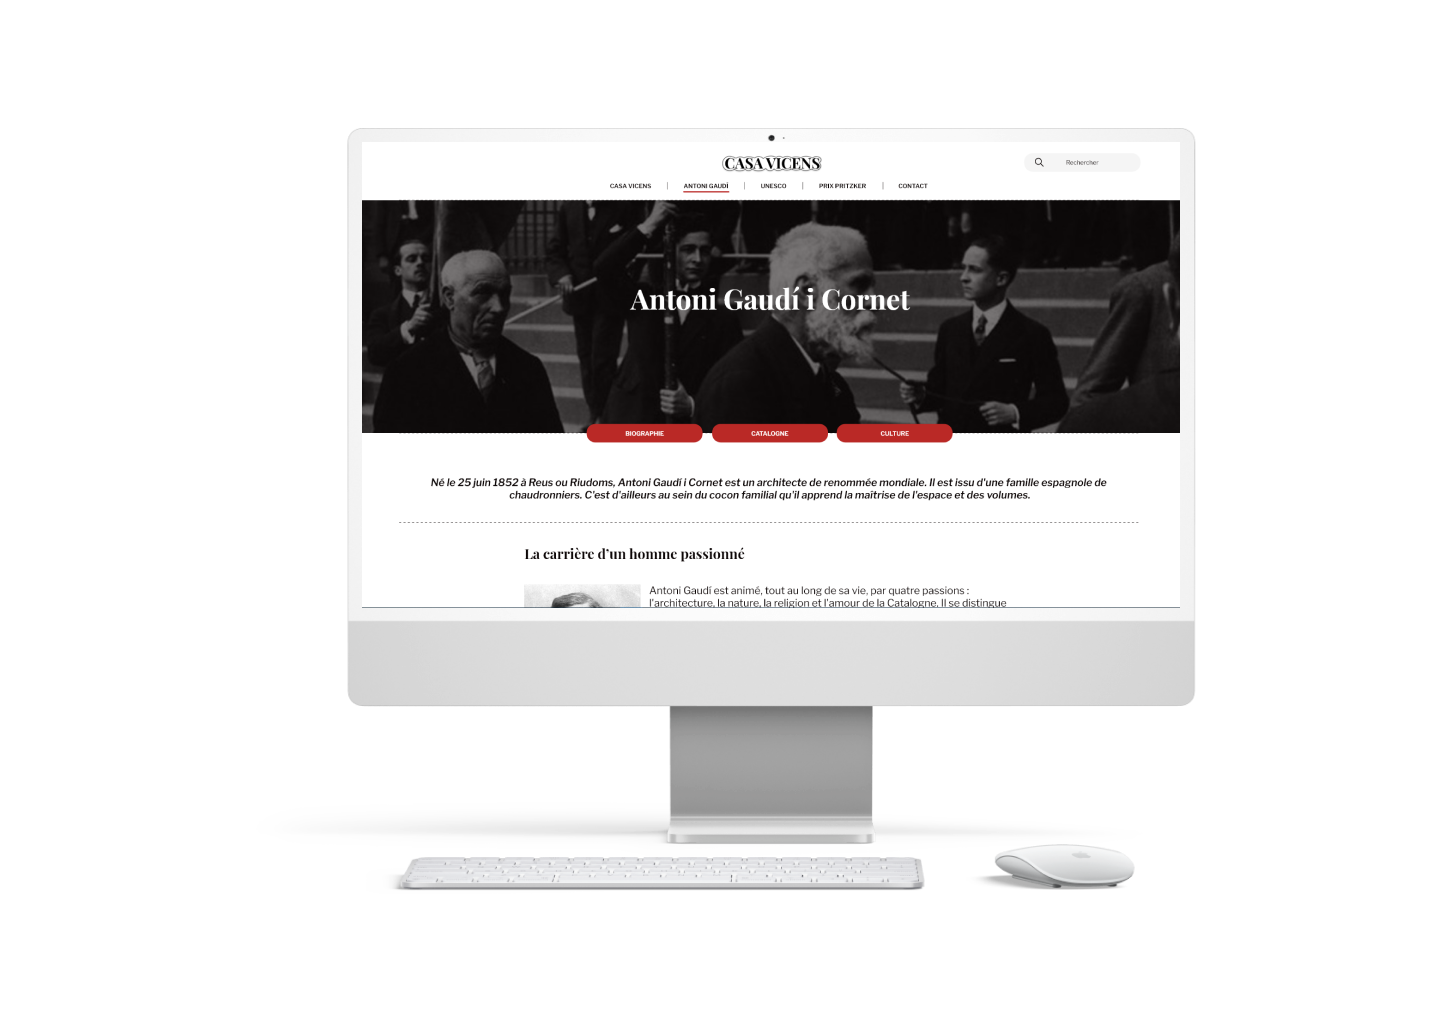 CASA VICENS
Rechercher
CASA VICENS | ANTONI GAUDÍ | UNESCO | PRIX PRITZKER | CONTACT
Antoni Gaudí i Cornet
BIOGRAPHIE CATALOGNE CULTURE
Né le 25 juin 1852 à Reus ou Riudoms, Antoni Gaudí i Cornet est un architecte de renommée mondiale. Il est issu d'une famille espagnole de
chaudronniers. C'est d'ailleurs au sein du cocon familial qu'il apprend la maîtrise de l'espace et des volumes.
La carrière d'un homme passionné
Antoni Gaudí est animé, tout au long de sa vie, par quatre passions :
l'architecture, la nature, la religion et l'amour de la Catalogne. Il se distingue